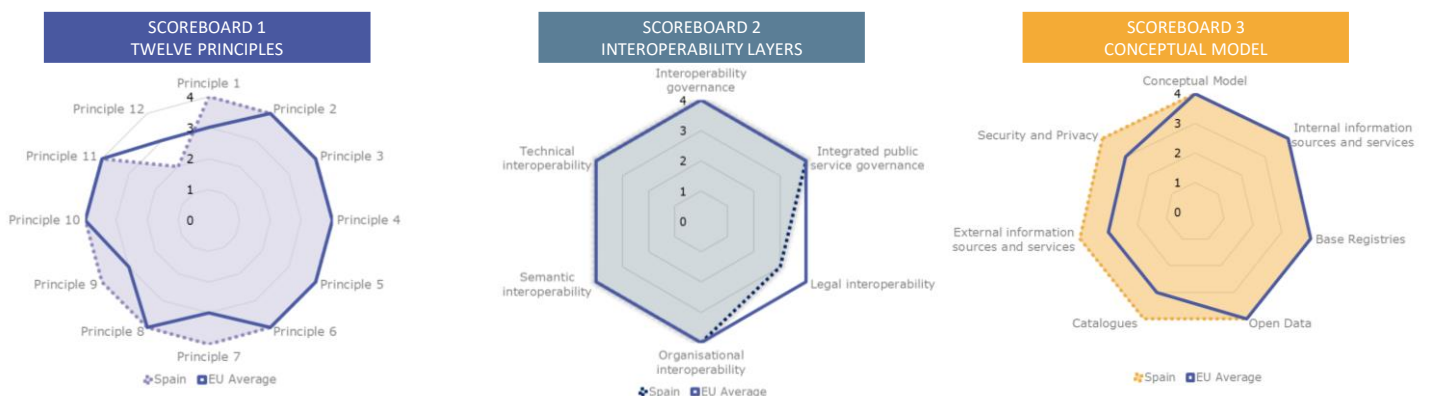 SCOREBOARD 1
TWELVE PRINCIPLES
Principle 1
Principle 2
Principle 3
Principle 4
Principle 5
Principle 6
Principle 7
Principle 8
Principle 9
Principle 10
Principle 11
Principle 12
4
3
2
1
0
Spain EU Average
SCOREBOARD 2
INTEROPERABILITY LAYERS
Interoperability
governance
Integrated public
service governance
Legal interoperability
Organisational
interoperability
Semantic
interoperability
Technical
interoperability
4
3
2
1
0
Spain EU Average
SCOREBOARD 3
CONCEPTUAL MODEL
Conceptual Model
Internal information
sources and services
Base Registries
Open Data
Catalogues
External information
sources and services
Security and Privacy
4
3
2
1
0
Spain EU Average